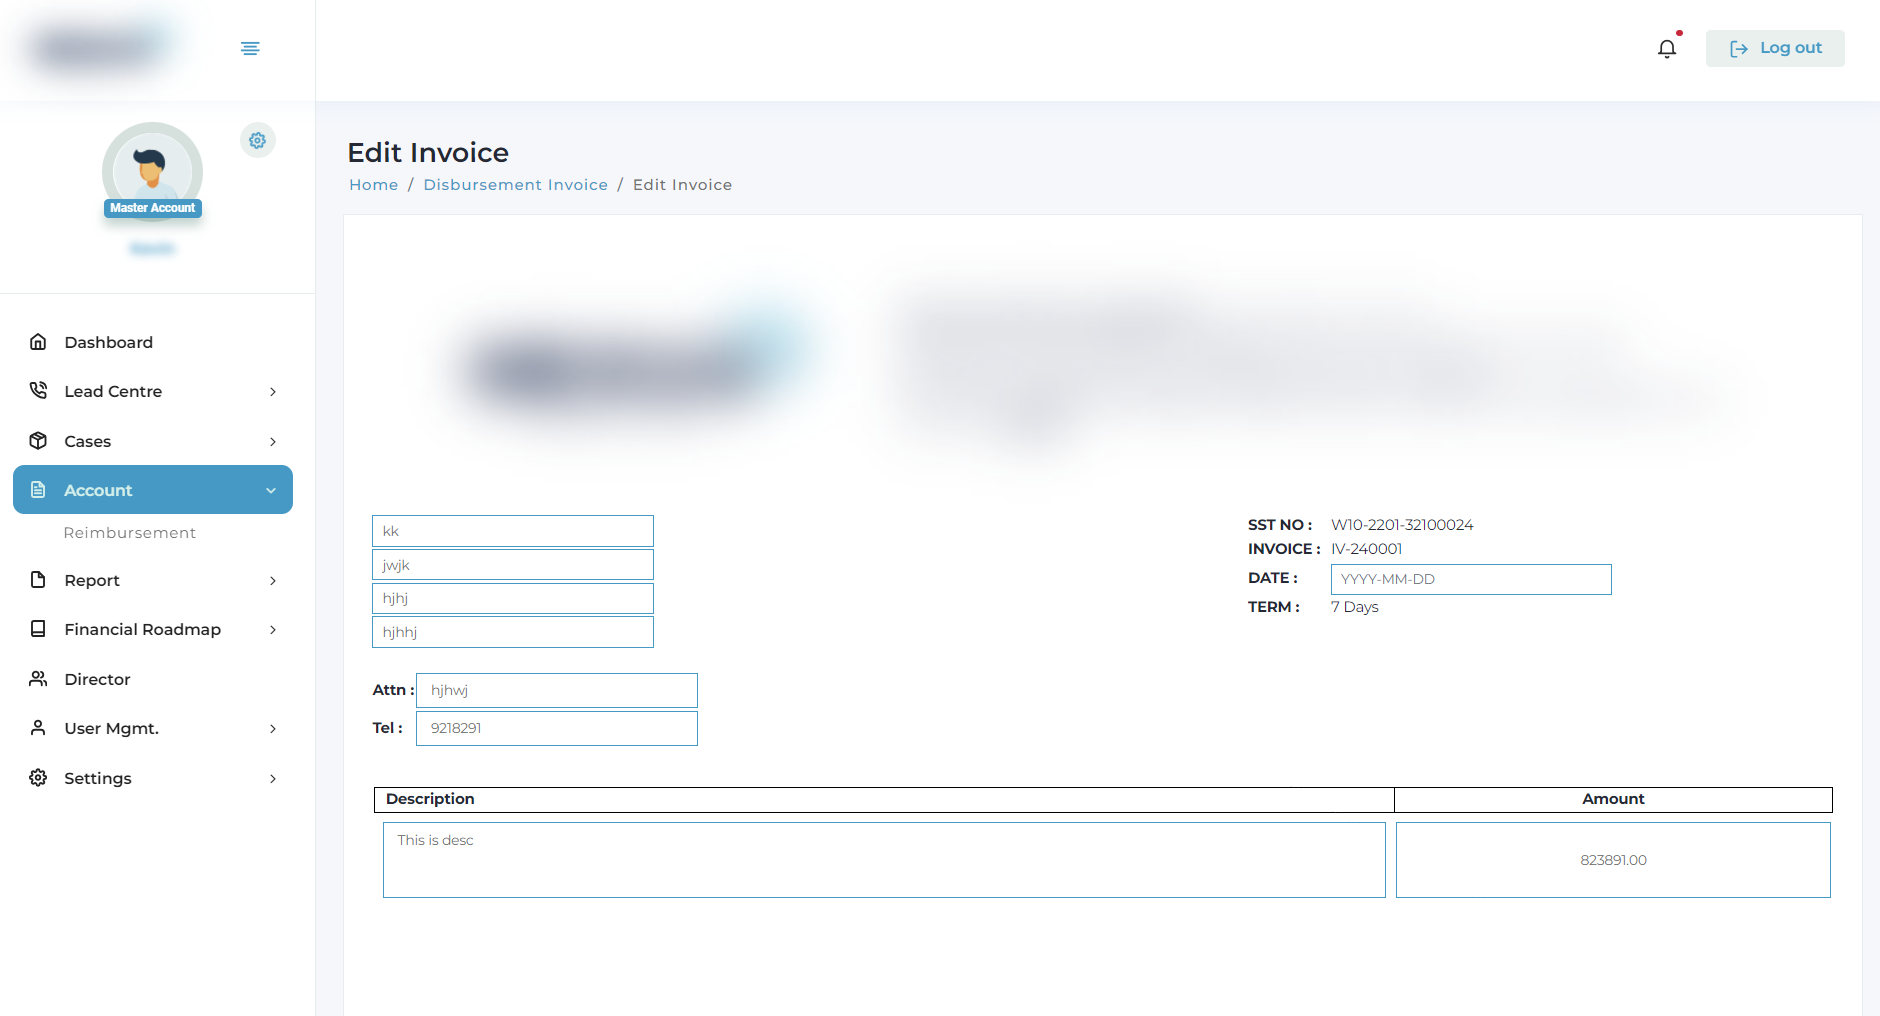 Log out
Master Account
Dashboard
Lead Centre
Cases
Account
Reimbursement
Report
Financial Roadmap
Director
User Mgmt.
Settings
Edit Invoice
Home / Disbursement Invoice / Edit Invoice
kk
jwjk
hjhj
hjhhj
SST NO : W10-2201-32100024
INVOICE : IV-240001
DATE : YYYY-MM-DD
TERM : 7 Days
Attn : hjhwj
Tel : 9218291
Description Amount
This is desc 823891.00